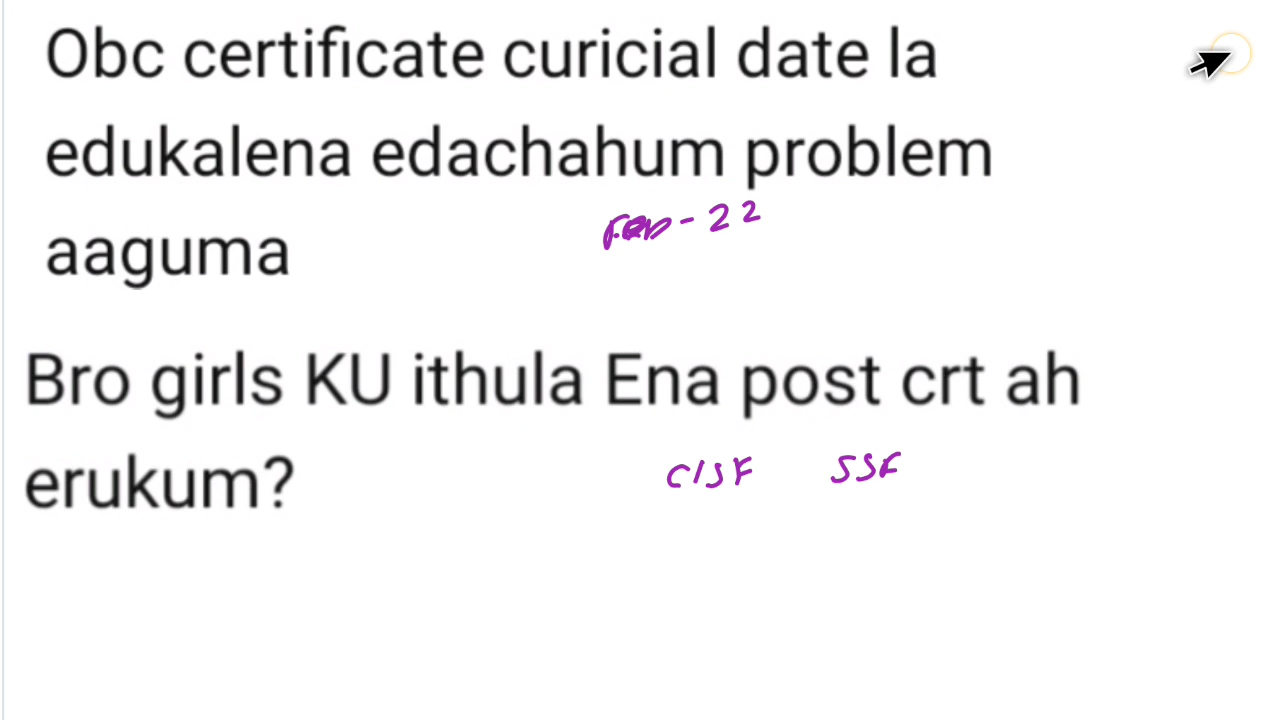 Obc certificate curicial date la
edukalena edachahum problem
aaguma
Feb-22
Bro girls KU ithula Ena post crt ah
erukum?
CISF SSF